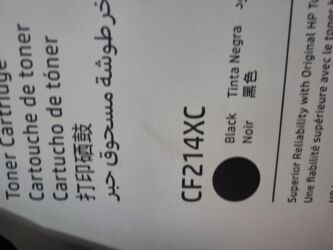 Toner Cartridge
Cartouche de toner
Cartucho de tóner
打印硒鼓
خرطوشة مسحوق حبر
CF214XC
Black Tinta Negra
Noir 黑色
Superior Reliability with Original HP
Une fiabilité supérieure avec le toner